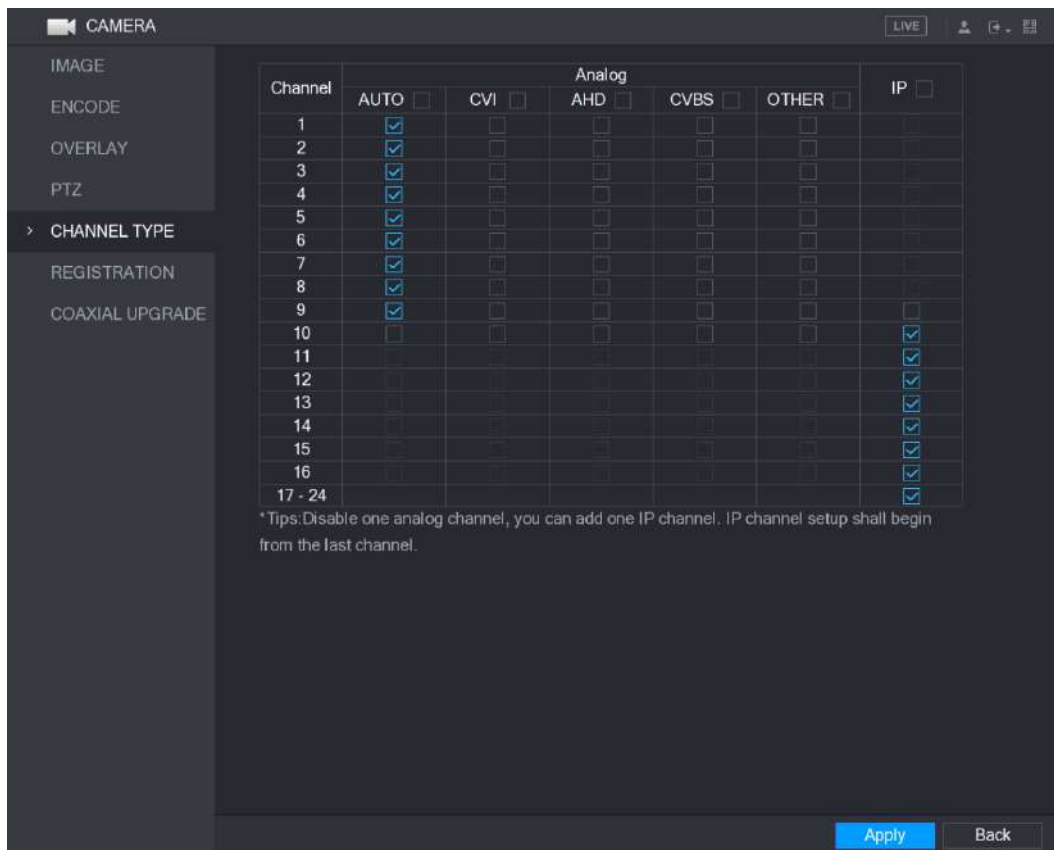 CAMERA
LIVE
IMAGE
ENCODE
OVERLAY
PTZ
CHANNEL TYPE
REGISTRATION
COAXIAL UPGRADE
Channel Analog IP
AUTO CVI AHD CVBS OTHER
1
2
3
4
5
6
7
8
9
10
11
12
13
14
15
16
17 - 24
*Tips:Disable one analog channel, you can add one IP channel. IP channel setup shall begin
from the last channel.
Apply Back